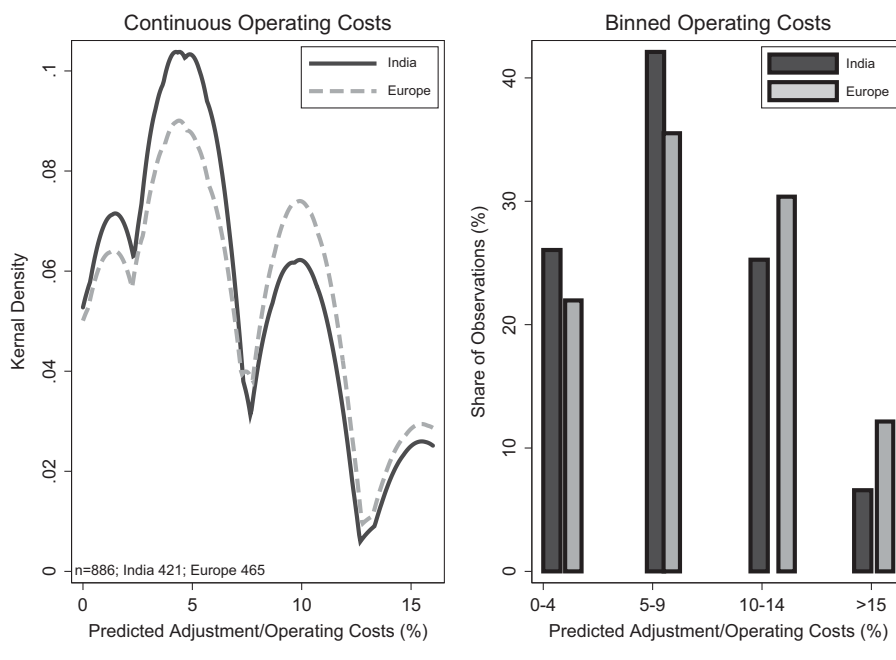 Continuous Operating Costs
Kernal Density
.1
.08
.06
.04
.02
0
India
Europe
n=886; India 421; Europe 465
0 5 10 15
Predicted Adjustment/Operating Costs (%)
Binned Operating Costs
Share of Observations (%)
40
30
20
10
0
India
Europe
0-4 5-9 10-14 >15
Predicted Adjustment/Operating Costs (%)